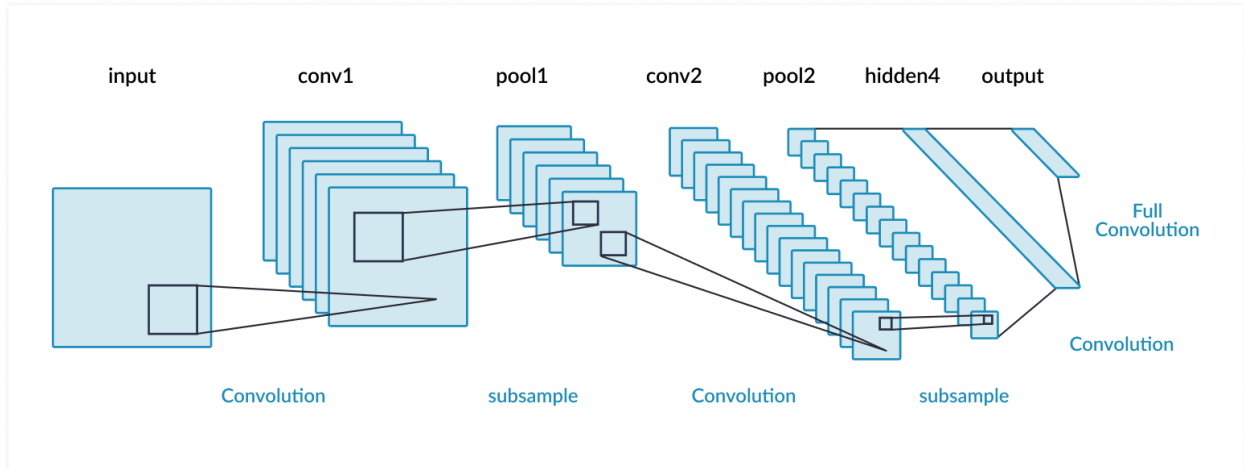 input
conv1
pool1
conv2
pool2
hidden4
output
Full
Convolution
Convolution
Convolution
subsample
Convolution
subsample